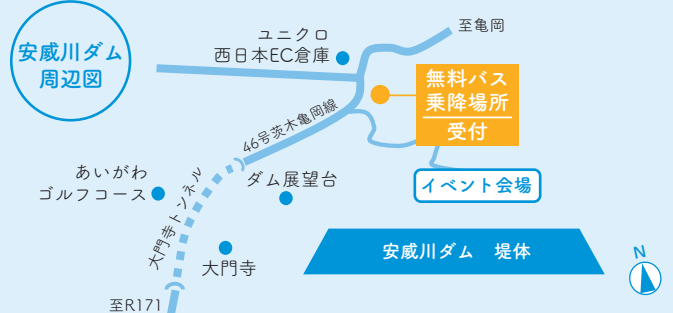 安威川ダム
周辺図
ユニクロ
西日本EC倉庫
至亀岡
無料バス
乗降場所
受付
46号茨木亀岡線
イベント会場
あいがわ
ゴルフコース
大門寺トンネル
ダム展望台
大門寺
安威川ダム　堤体
N
至R171